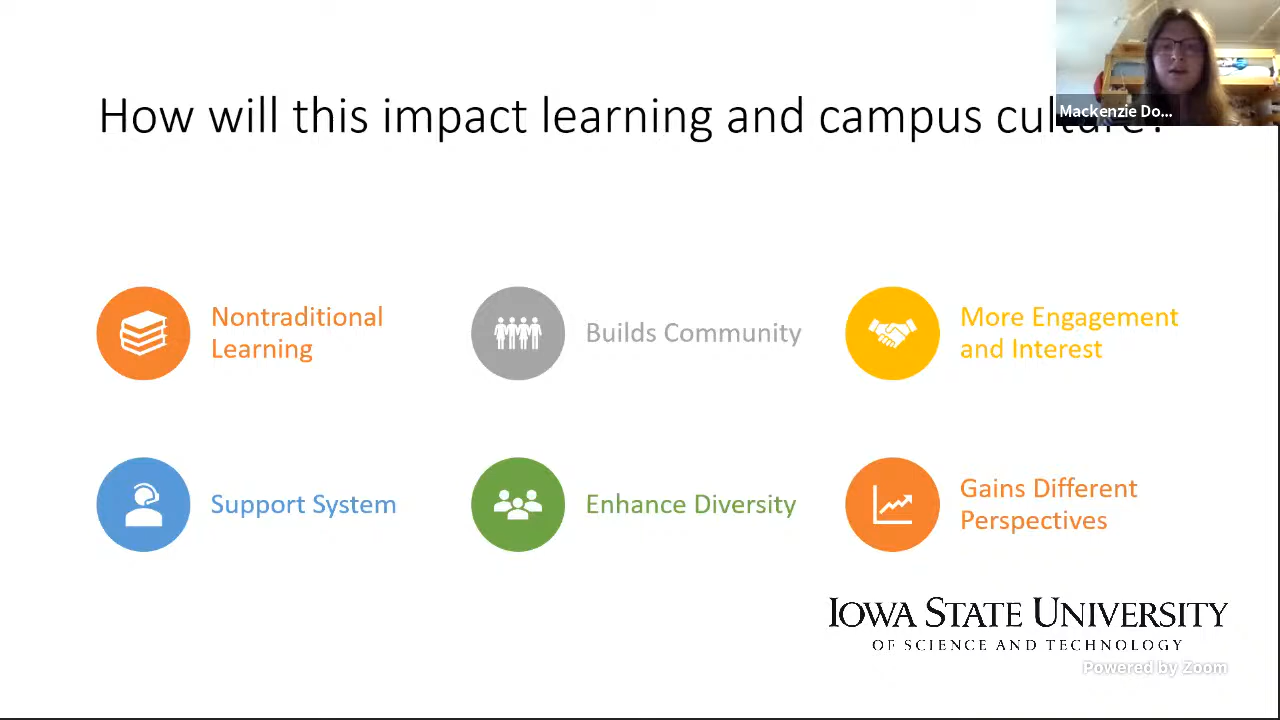 How will this impact learning and campus culture?
Mackenzie Do...
Nontraditional
Learning
Builds Community
More Engagement
and Interest
Support System
Enhance Diversity
Gains Different
Perspectives
IOWA STATE UNIVERSITY
OF SCIENCE AND TECHNOLOGY
Powered by Zoom